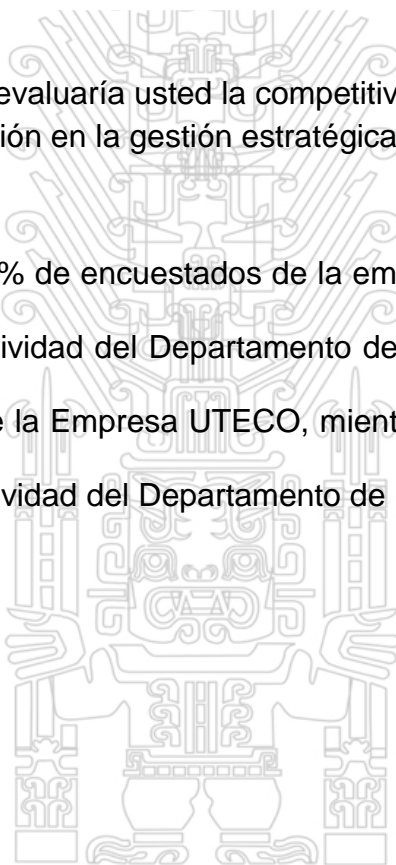 evaluaría usted la competitiv
ión en la gestión estratégica
% de encuestados de la em
ividad del Departamento de
e la Empresa UTECO, mient
vidad del Departamento de